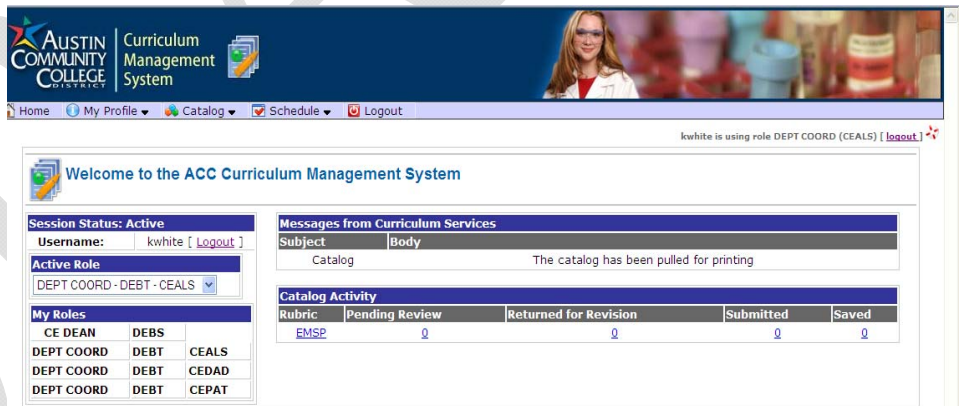 AUSTIN
COMMUNITY
COLLEGE
DISTRICT
Curriculum
Management
System
Home My Profile Catalog Schedule Logout
kwhite is using role DEPT COORD (CEALS) [ logout ]
Welcome to the ACC Curriculum Management System
Session Status: Active
Username: kwhite [ Logout ]
Active Role
DEPT COORD - DEBT - CEALS
My Roles
CE DEAN DEBS
DEPT COORD DEBT CEALS
DEPT COORD DEBT CEDAD
DEPT COORD DEBT CEPAT
Messages from Curriculum Services
Subject Body
Catalog The catalog has been pulled for printing
Catalog Activity
Rubric Pending Review Returned for Revision Submitted Saved
EMSP 0 0 0 0